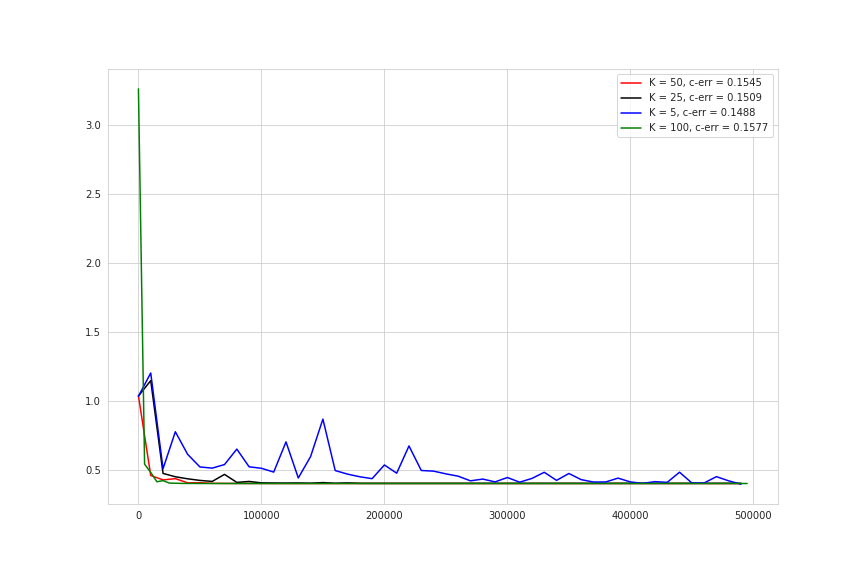 K = 50, c-err = 0.1545
K = 25, c-err = 0.1509
K = 5, c-err = 0.1488
K = 100, c-err = 0.1577
3.0
2.5
2.0
1.5
1.0
0.5
0 100000 200000 300000 400000 500000